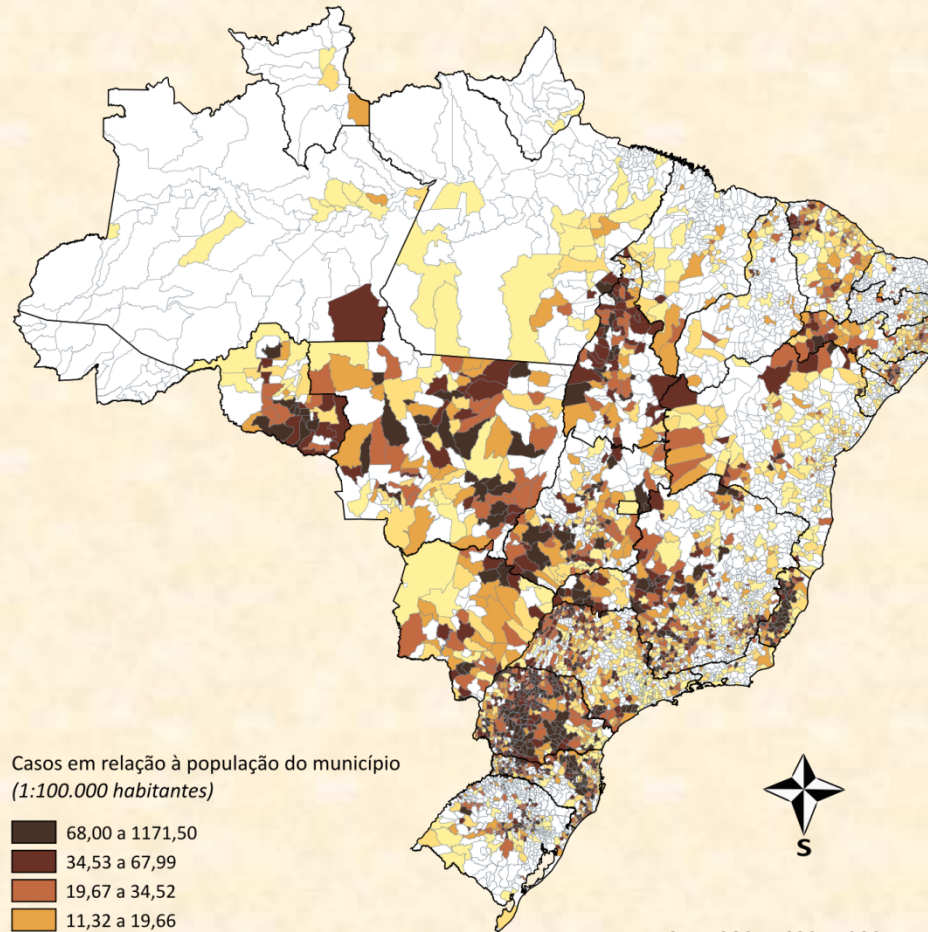 Casos em relação à população do município
(1:100.000 habitantes)
68,00 a 1171,50
34,53 a 67,99
19,67 a 34,52
11,32 a 19,66
S